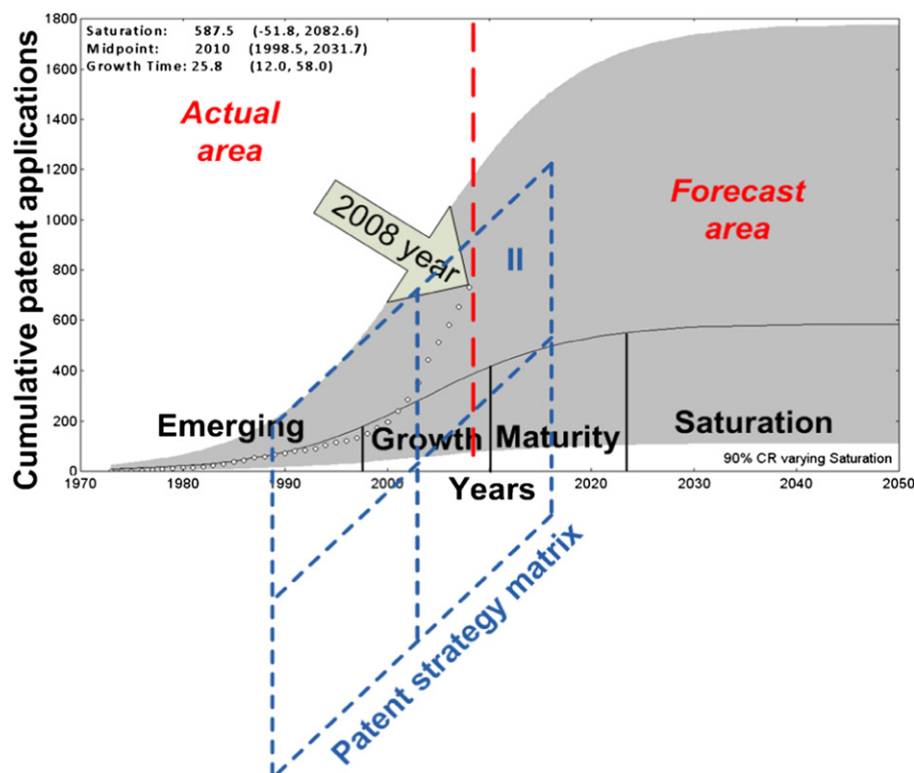 Cumulative patent applications
1800
1600
1400
1200
1000
800
600
400
200
0
Saturation: 587.5 (-51.8, 2082.6)
Midpoint: 2010 (1998.5, 2031.7)
Growth Time: 25.8 (12.0, 58.0)
Actual
area
2008 year
Forecast
area
II
Emerging
Growth
Maturity
Saturation
90% CR varying Saturation
1970
1980
1990
2000
2020
2030
2040
2050
Years
Patent strategy matrix